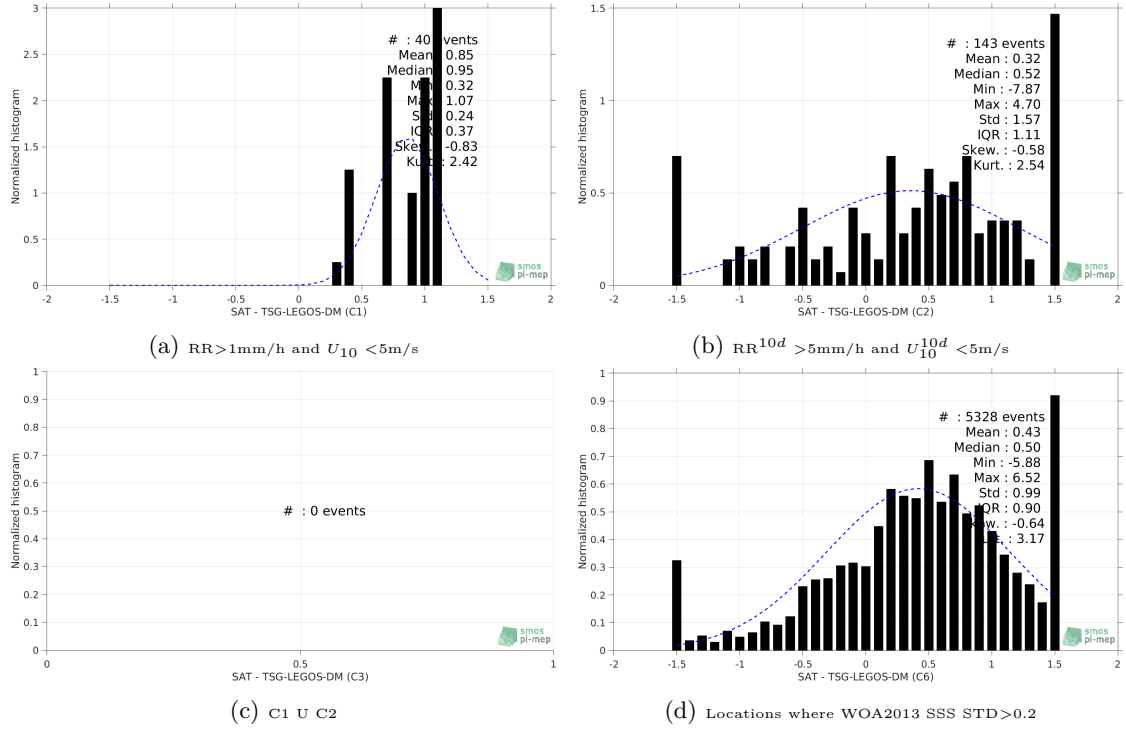 Normalized histogram
3
2.5
2
1.5
1
0.5
0
-2 -1.5 -1 -0.5 0 0.5 1 1.5 2
SAT - TSG-LEGOS-DM (C1)
# : 40 events
Mean : 0.85
Median : 0.95
Min : 0.32
Max : 1.07
Std : 0.24
IQR : 0.37
Skew. : -0.83
Kurt. : 2.42
smos
pi-mep
(a) RR>1mm/h and U10 <5m/s
Normalized histogram
1.5
1
0.5
0
-2 -1.5 -1 -0.5 0 0.5 1 1.5 2
SAT - TSG-LEGOS-DM (C2)
# : 143 events
Mean : 0.32
Median : 0.52
Min : -7.87
Max : 4.70
Std : 1.57
IQR : 1.11
Skew. : -0.58
Kurt. : 2.54
smos
pi-mep
(b) RR10d >5mm/h and U10d10 <5m/s
Normalized histogram
1
0.9
0.8
0.7
0.6
0.5
0.4
0.3
0.2
0.1
0
0 0.5 1
SAT - TSG-LEGOS-DM (C3)
# : 0 events
smos
pi-mep
(c) C1 U C2
Normalized histogram
1
0.9
0.8
0.7
0.6
0.5
0.4
0.3
0.2
0.1
0
-2 -1.5 -1 -0.5 0 0.5 1 1.5 2
SAT - TSG-LEGOS-DM (C6)
# : 5328 events
Mean : 0.43
Median : 0.50
Min : -5.88
Max : 6.52
Std : 0.99
IQR : 0.90
Skew. : -0.64
Kurt. : 3.17
smos
pi-mep
(d) Locations where WOA2013 SSS STD>0.2